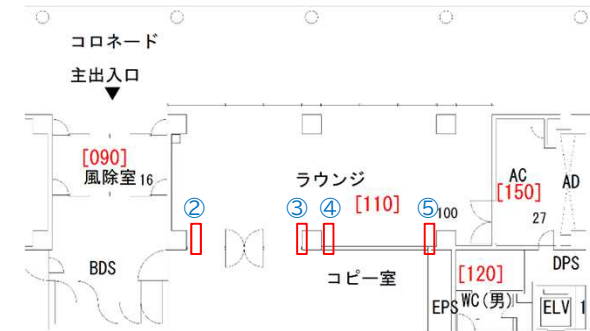 コロネード
主出入口
▼
[090]
風除室 16
ラウンジ
[110]
100
AC
[150]
27
AD
② ③ ④ ⑤
BDS
コピー室
EPS
[120]
WC(男)
DPS
ELV 1